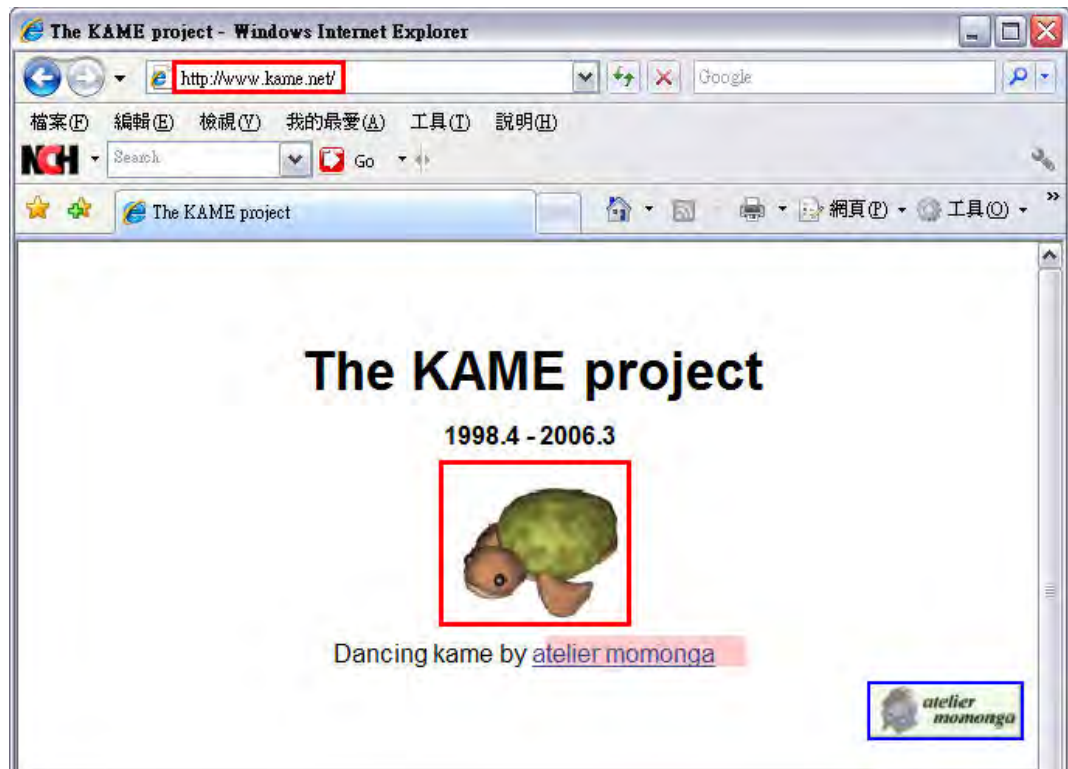 The KAME project - Windows Internet Explorer
http://www.kame.net/
Google
檔案(F) 編輯(E) 檢視(V) 我的最愛(A) 工具(T) 說明(H)
NCH Search Go
The KAME project 網頁(P) 工具(O) »
The KAME project
1998.4 - 2006.3
Dancing kame by atelier momonga
atelier
momonga